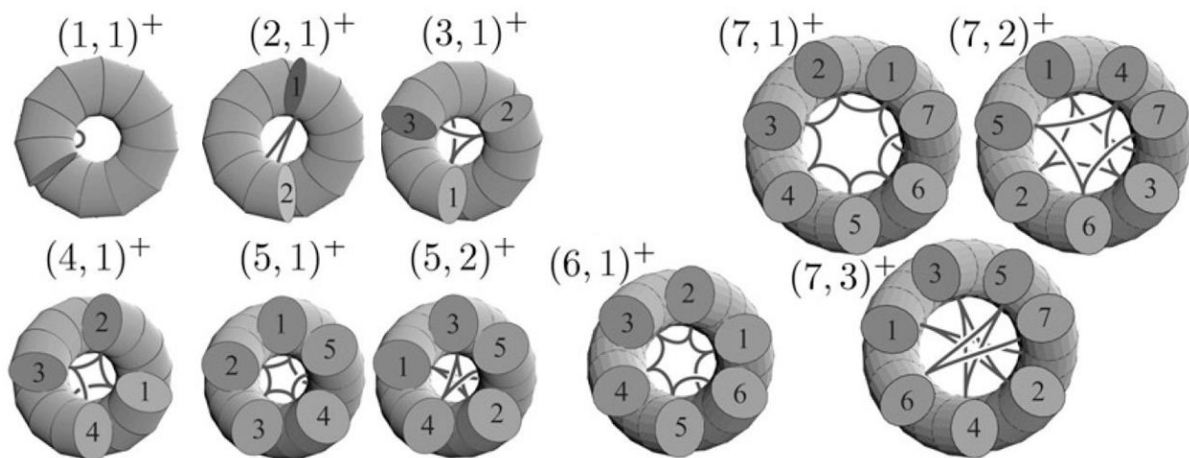 (1, 1)⁺ (2, 1)⁺ (3, 1)⁺ (7, 1)⁺ (7, 2)⁺
1 2
3 2 1
2 1 3 7 4 5 6
1 4 5 7 2 3 6
(4, 1)⁺ (5, 1)⁺ (5, 2)⁺ (6, 1)⁺ (7, 3)⁺
2 3 1 4
1 2 5 3 4
3 1 5 4 2
2 3 1 4 6 5
3 5 1 7 6 2 4